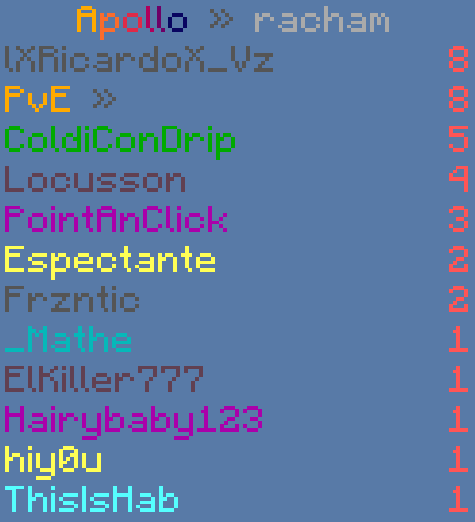 Apollo » racham
lXRicardoX_Vz 8
PvE » 8
ColdiConDrip 5
Locusson 4
PointAnClick 3
Espectante 2
Frzntic 2
_Mathe 1
ElKiller777 1
Hairybaby123 1
hiy0u 1
ThisIsHab 1